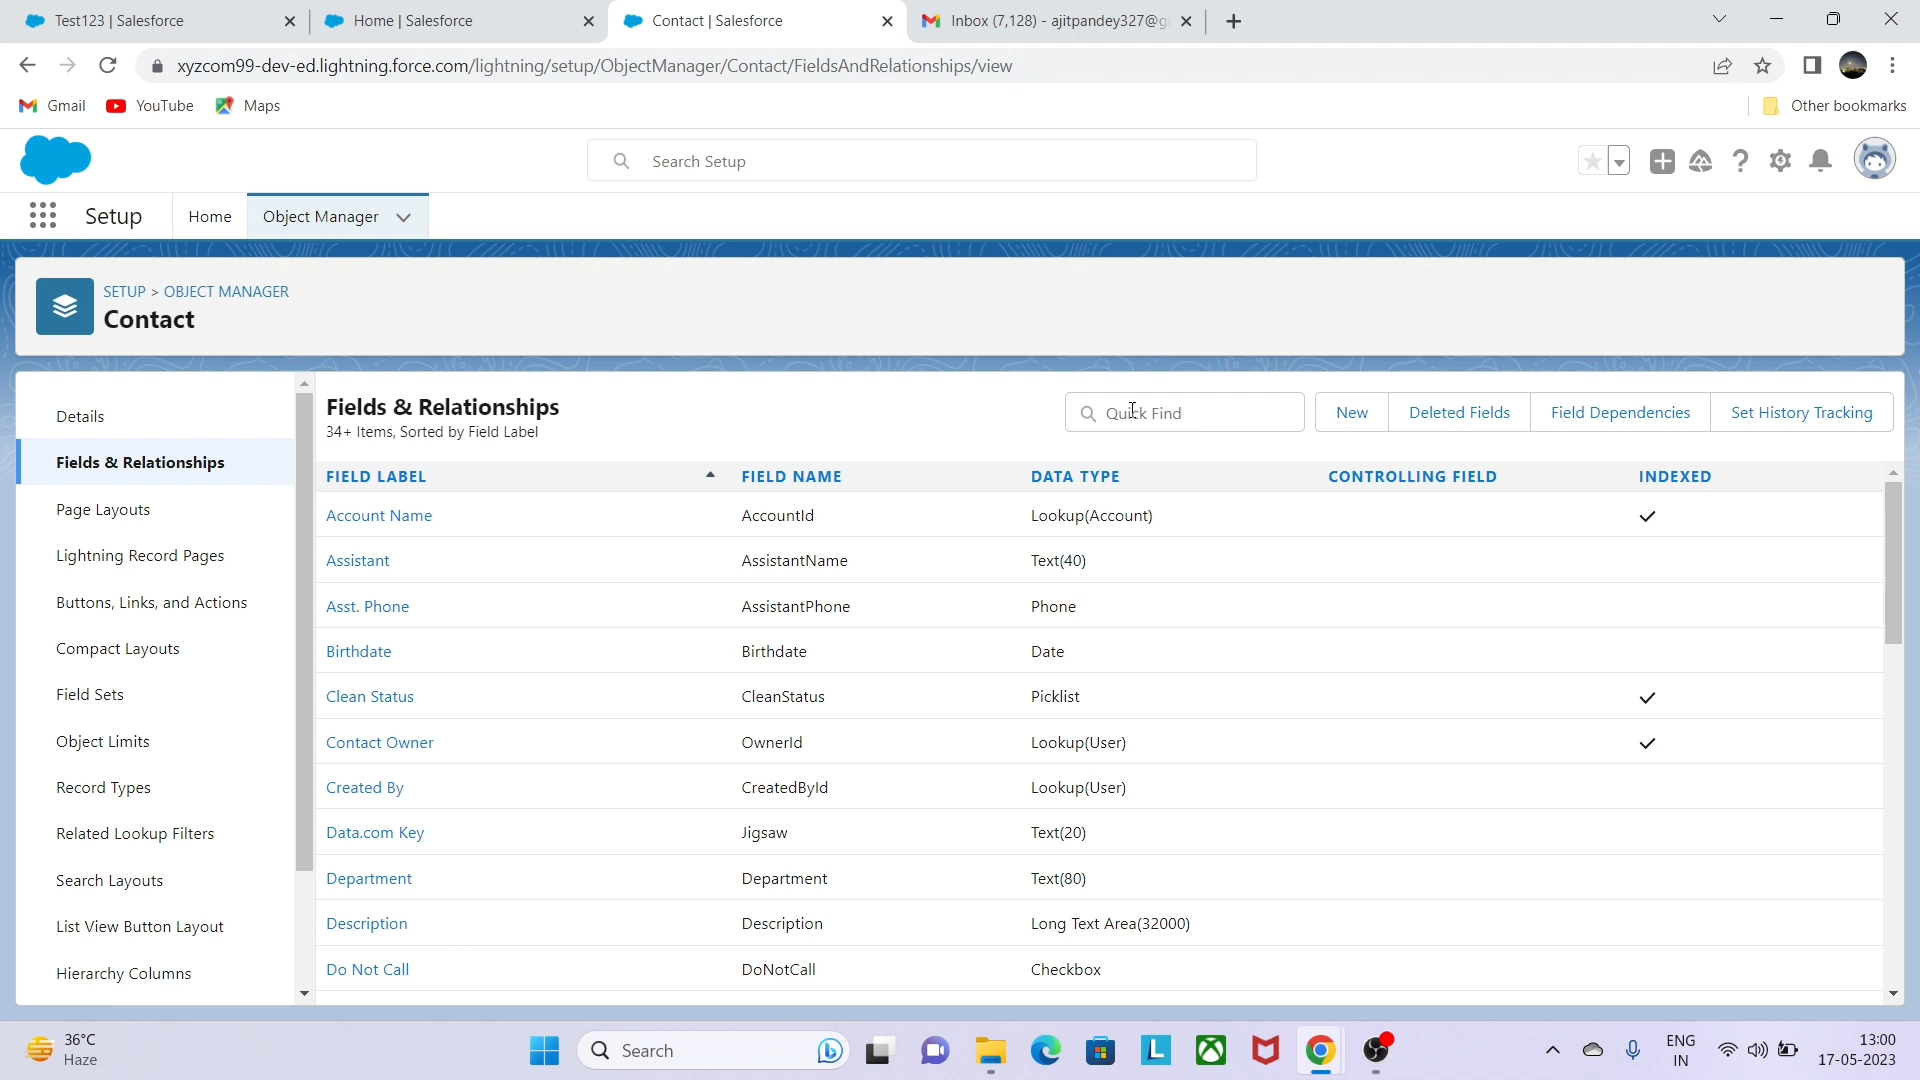 Test123 | Salesforce
Home | Salesforce
Contact | Salesforce
Inbox (7,128) - ajitpandey327@g
xyzcom99-dev-ed.lightning.force.com/lightning/setup/ObjectManager/Contact/FieldsAndRelationships/view
Gmail
YouTube
Maps
Other bookmarks
Search Setup
Setup
Home
Object Manager
SETUP > OBJECT MANAGER
Contact
Details
Fields & Relationships
Page Layouts
Lightning Record Pages
Buttons, Links, and Actions
Compact Layouts
Field Sets
Object Limits
Record Types
Related Lookup Filters
Search Layouts
List View Button Layout
Hierarchy Columns
Fields & Relationships
34+ Items, Sorted by Field Label
Quick Find
New
Deleted Fields
Field Dependencies
Set History Tracking
FIELD LABEL FIELD NAME DATA TYPE CONTROLLING FIELD INDEXED
Account Name AccountId Lookup(Account)
Assistant AssistantName Text(40)
Asst. Phone AssistantPhone Phone
Birthdate Birthdate Date
Clean Status CleanStatus Picklist
Contact Owner OwnerId Lookup(User)
Created By CreatedById Lookup(User)
Data.com Key Jigsaw Text(20)
Department Department Text(80)
Description Description Long Text Area(32000)
Do Not Call DoNotCall Checkbox
36°C
Haze
Search
ENG
IN
13:00
17-05-2023